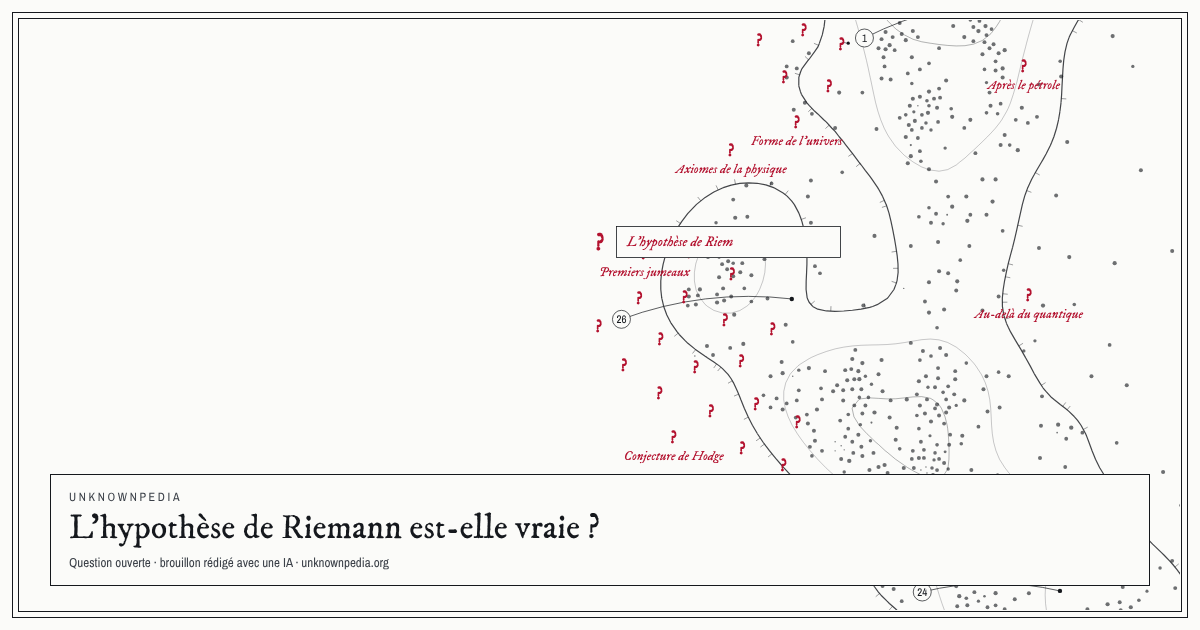 1
Après le pétrole
Forme de l'univers
Axiomes de la physique
L'hypothèse de Riem
Premiers jumeaux
Au-delà du quantique
26
Conjecture de Hodge
UNKNOWNPEDIA
L'hypothèse de Riemann est-elle vraie ?
Question ouverte · brouillon rédigé avec une IA · unknownpedia.org
24